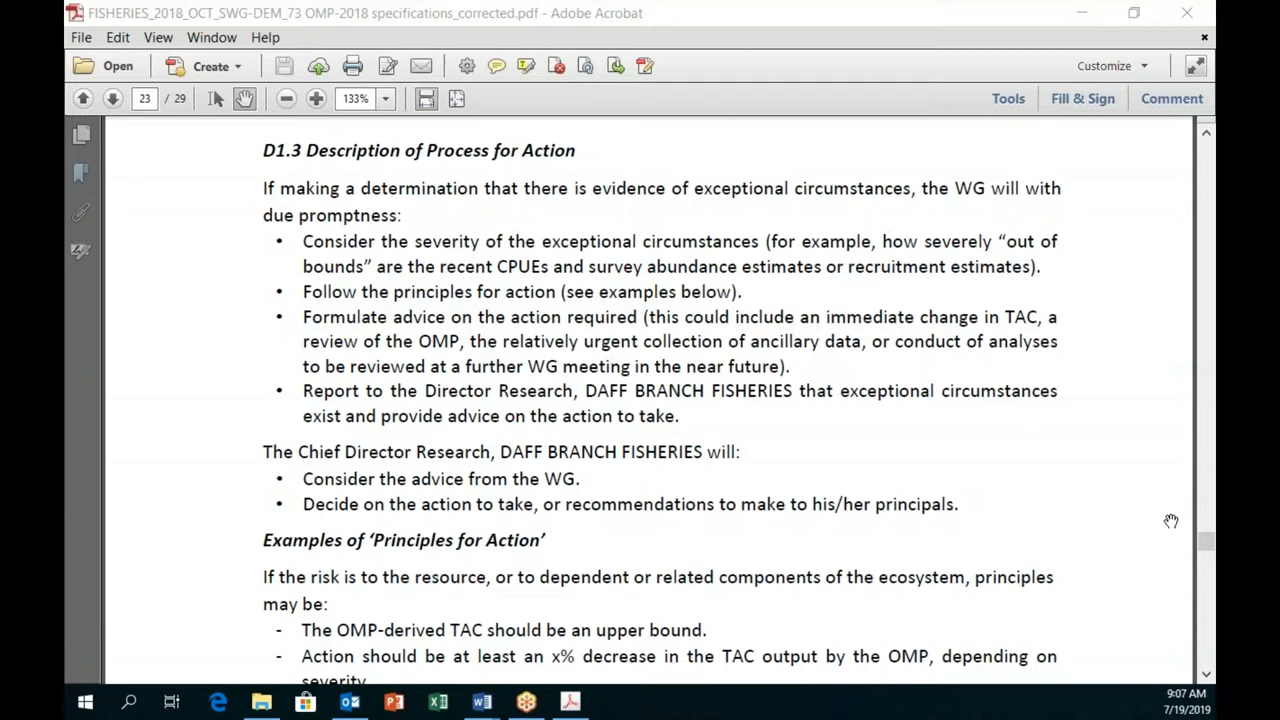 FISHERIES_2018_OCT_SWG-DEM_73 OMP-2018 specifications_corrected.pdf - Adobe Acrobat
File Edit View Window Help
Open Create Customize
23 / 29 133% Tools Fill & Sign Comment
D1.3 Description of Process for Action
If making a determination that there is evidence of exceptional circumstances, the WG will with
due promptness:
• Consider the severity of the exceptional circumstances (for example, how severely “out of
bounds” are the recent CPUEs and survey abundance estimates or recruitment estimates).
• Follow the principles for action (see examples below).
• Formulate advice on the action required (this could include an immediate change in TAC, a
review of the OMP, the relatively urgent collection of ancillary data, or conduct of analyses
to be reviewed at a further WG meeting in the near future).
• Report to the Director Research, DAFF BRANCH FISHERIES that exceptional circumstances
exist and provide advice on the action to take.
The Chief Director Research, DAFF BRANCH FISHERIES will:
• Consider the advice from the WG.
• Decide on the action to take, or recommendations to make to his/her principals.
Examples of ‘Principles for Action’
If the risk is to the resource, or to dependent or related components of the ecosystem, principles
may be:
- The OMP-derived TAC should be an upper bound.
- Action should be at least an x% decrease in the TAC output by the OMP, depending on
severity.
9:07 AM
7/19/2019